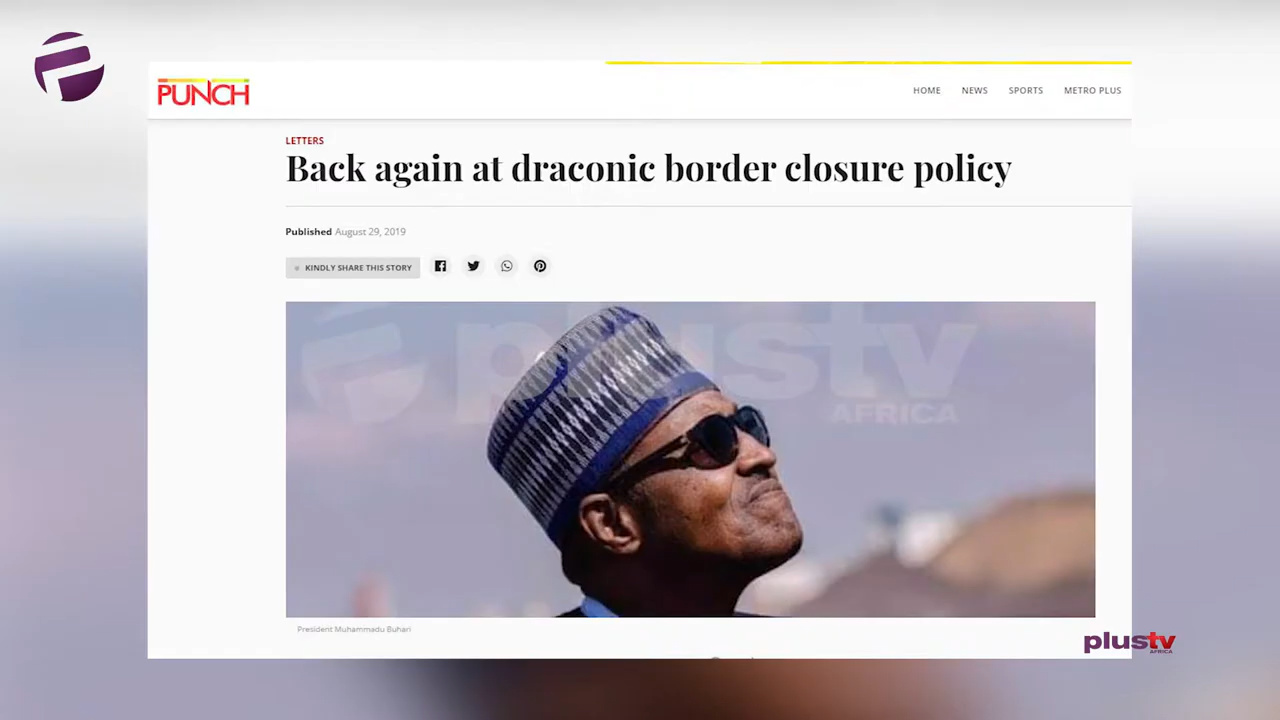 PUNCH
HOME NEWS SPORTS METRO PLUS
LETTERS
Back again at draconic border closure policy
Published August 29, 2019
KINDLY SHARE THIS STORY
plustv
AFRICA
President Muhammadu Buhari
plustv
AFRICA